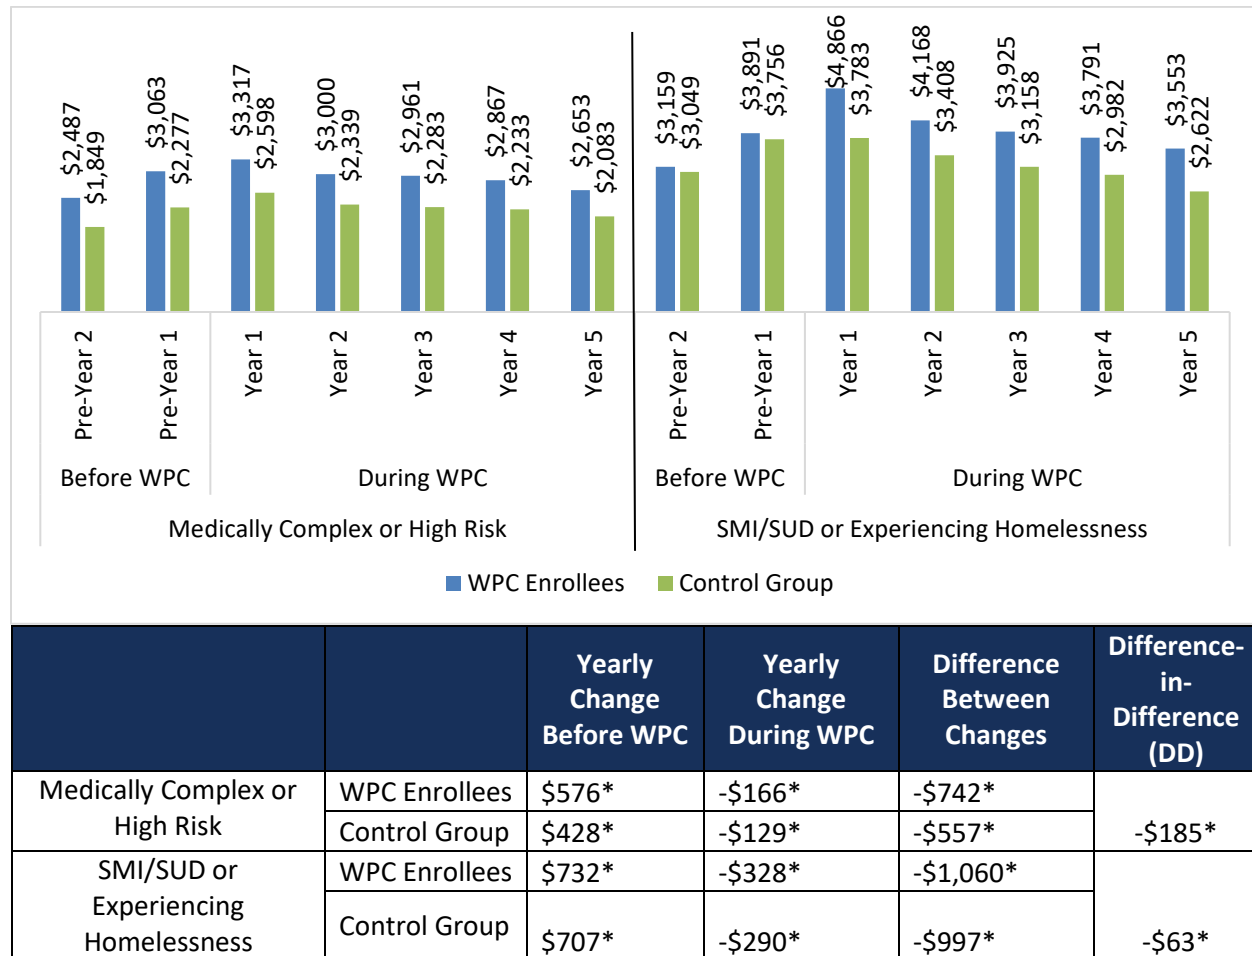 $2,487
$1,849
$3,063
$2,277
$3,317
$2,598
$3,000
$2,339
$2,961
$2,283
$2,867
$2,233
$2,653
$2,083
$3,159
$3,049
$3,891
$3,756
$4,866
$3,783
$4,168
$3,408
$3,925
$3,158
$3,791
$2,982
$3,553
$2,622
Pre-Year 2
Pre-Year 1
Year 1
Year 2
Year 3
Year 4
Year 5
Pre-Year 2
Pre-Year 1
Year 1
Year 2
Year 3
Year 4
Year 5
Before WPC During WPC Before WPC During WPC
Medically Complex or High Risk SMI/SUD or Experiencing Homelessness
WPC Enrollees Control Group
Yearly
Change
Before WPC
Yearly
Change
During WPC
Difference
Between
Changes
Difference-
in-
Difference
(DD)
Medically Complex or
High Risk
WPC Enrollees $576* -$166* -$742*
Control Group $428* -$129* -$557* -$185*
SMI/SUD or
Experiencing
Homelessness
WPC Enrollees $732* -$328* -$1,060*
Control Group $707* -$290* -$997* -$63*